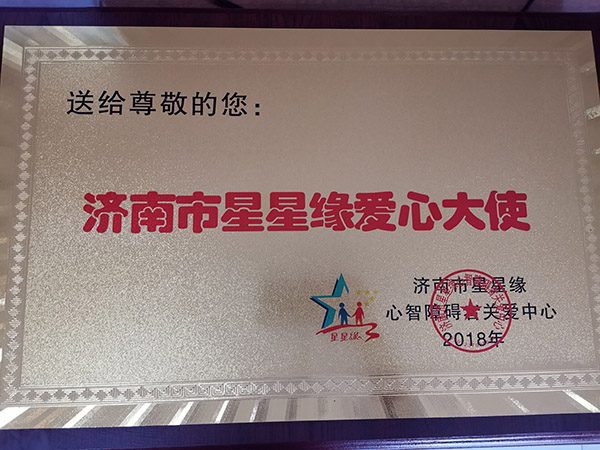 送给尊敬的您：
济南市星星缘爱心大使
济南市星星缘
心智障碍者关爱中心
2018年
星星缘